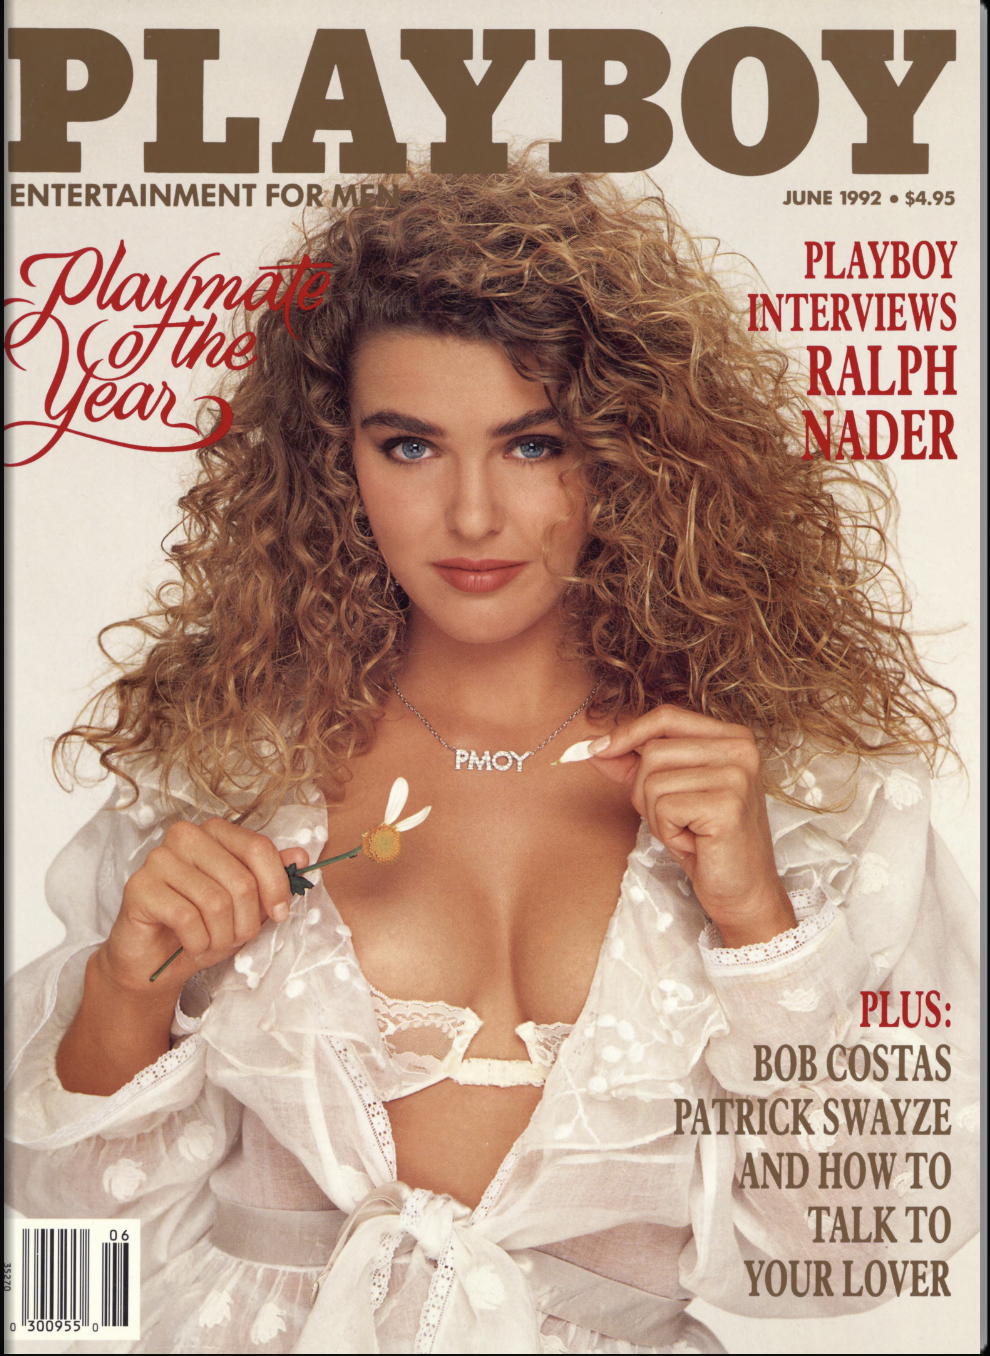 PLAYBOY
ENTERTAINMENT FOR MEN
JUNE 1992 • $4.95
Playmate
of the
Year
PLAYBOY
INTERVIEWS
RALPH
NADER
PMOY
PLUS:
BOB COSTAS
PATRICK SWAYZE
AND HOW TO
TALK TO
YOUR LOVER
06
35270
0 300955 0